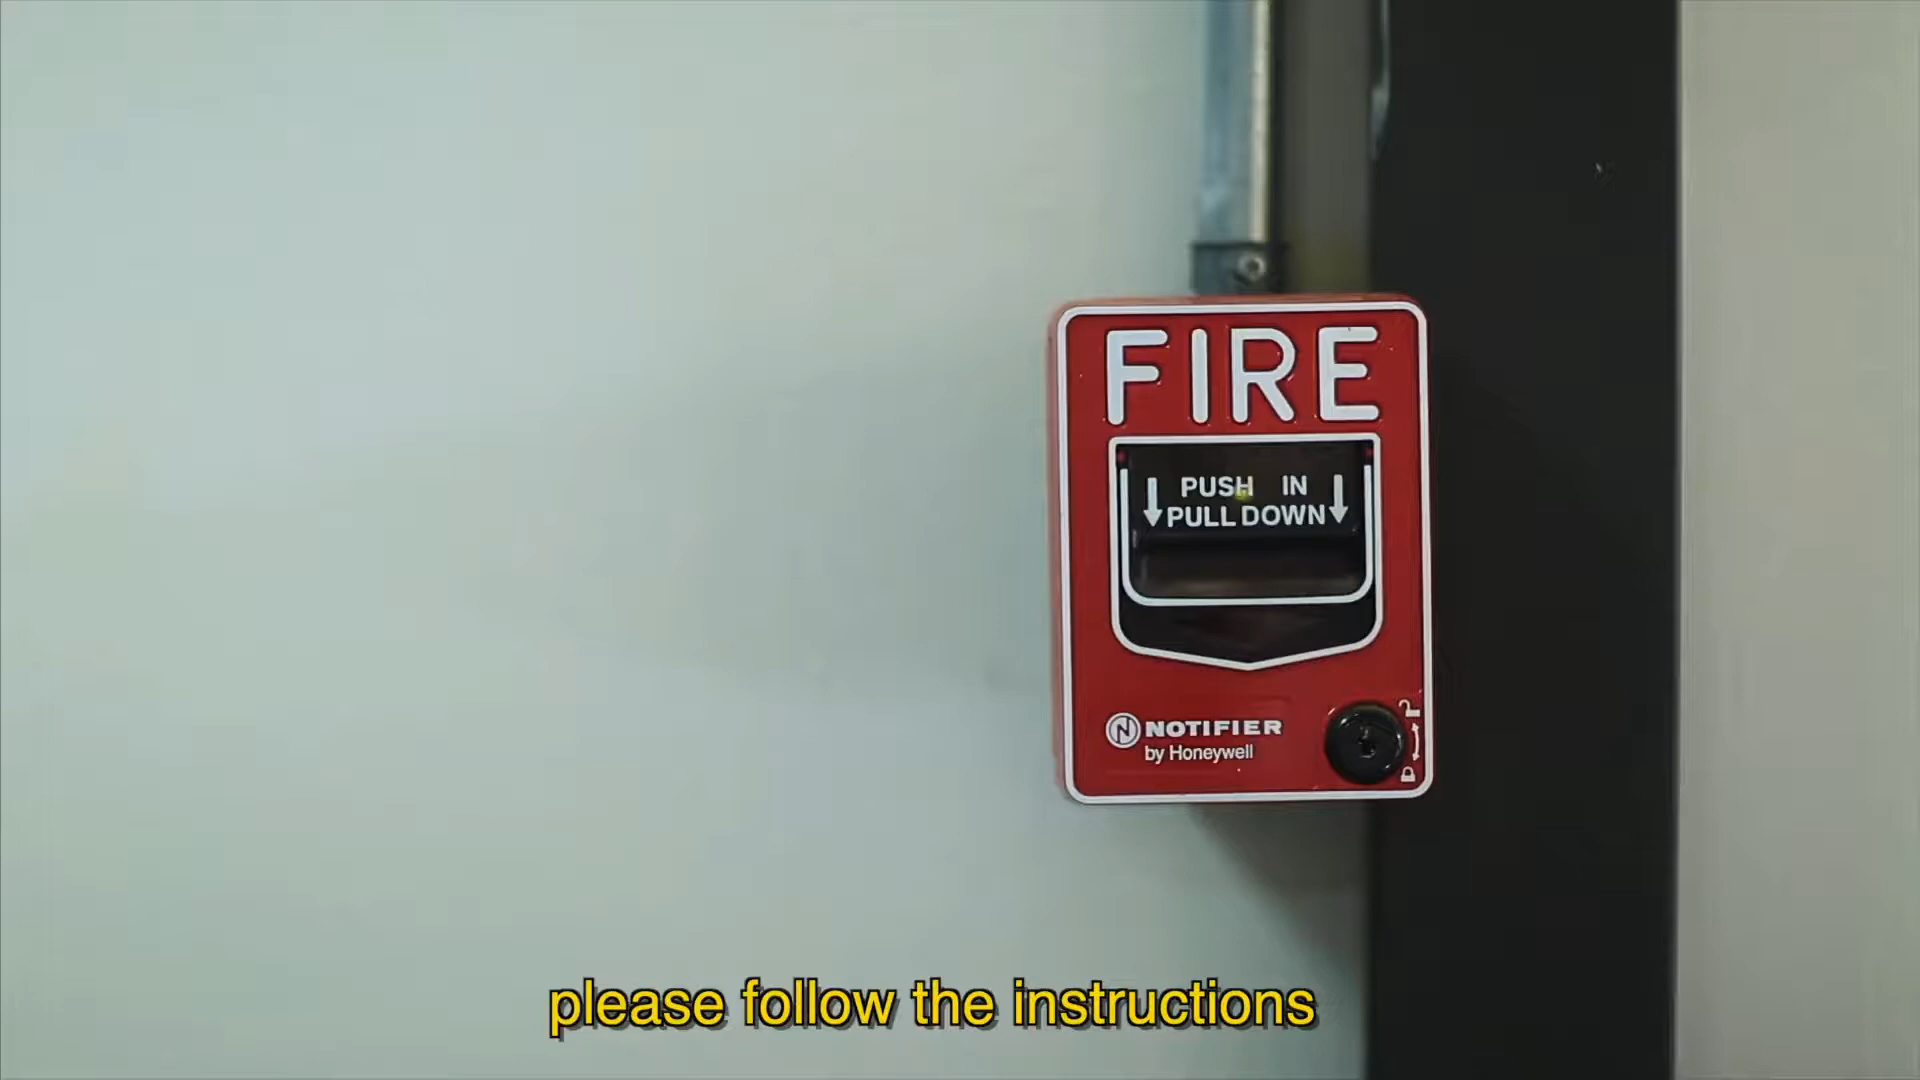 FIRE
PUSH IN
PULL DOWN
NOTIFIER
by Honeywell
please follow the instructions